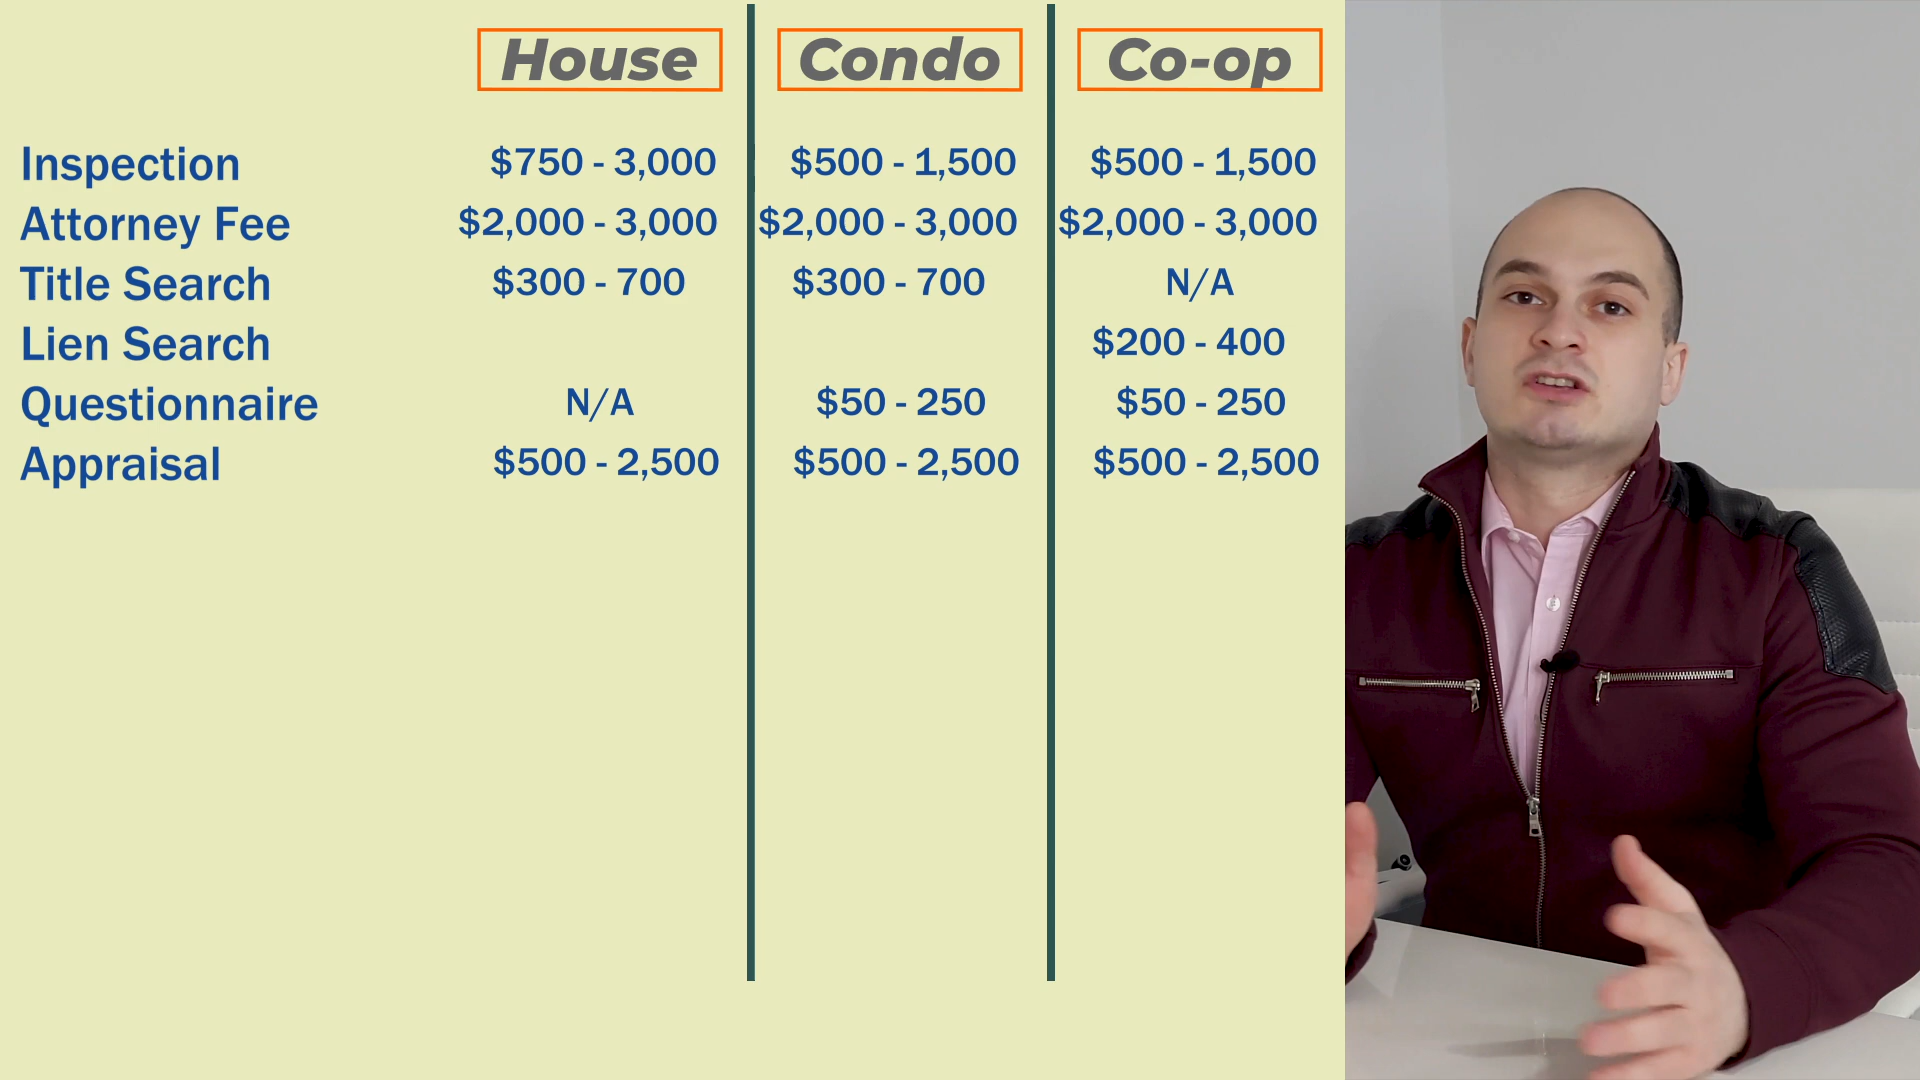 House Condo Co-op
Inspection $750 - 3,000 $500 - 1,500 $500 - 1,500
Attorney Fee $2,000 - 3,000 $2,000 - 3,000 $2,000 - 3,000
Title Search $300 - 700 $300 - 700 N/A
Lien Search $200 - 400
Questionnaire N/A $50 - 250 $50 - 250
Appraisal $500 - 2,500 $500 - 2,500 $500 - 2,500